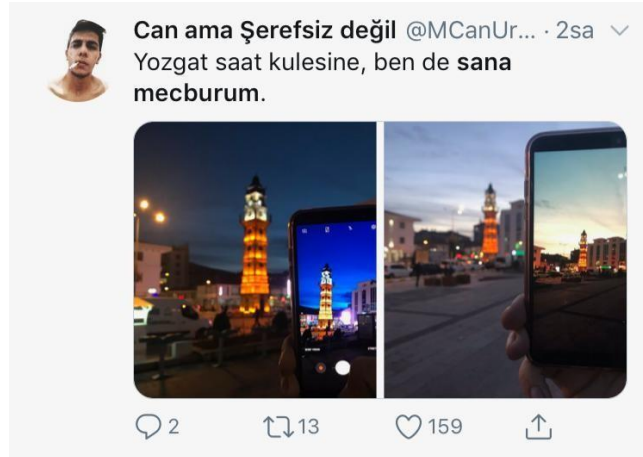 Can ama Şerefsiz değil @MCanUr... · 2sa
Yozgat saat kulesine, ben de sana
mecburum.
2 13 159